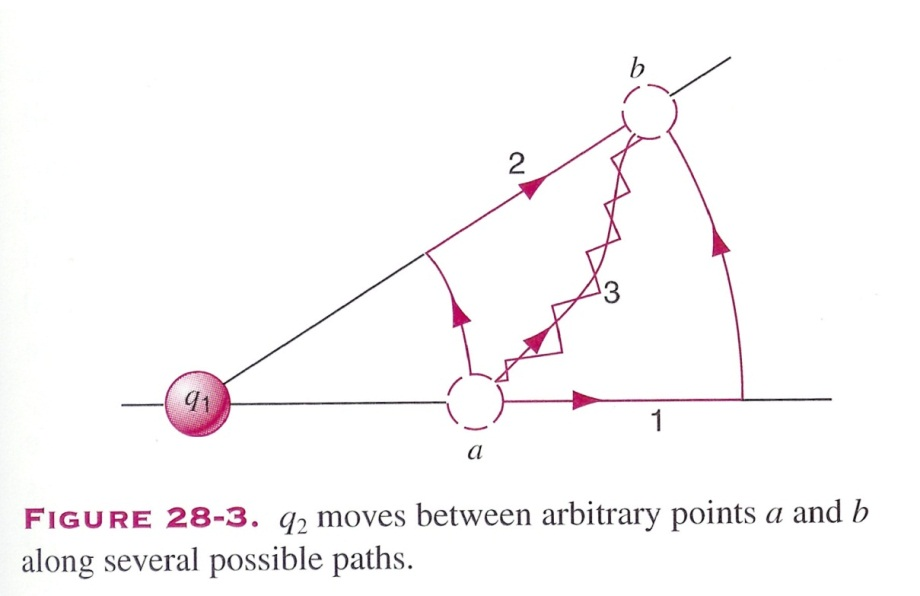 b
2
3
q1
1
a
FIGURE 28-3. q2 moves between arbitrary points a and b
along several possible paths.